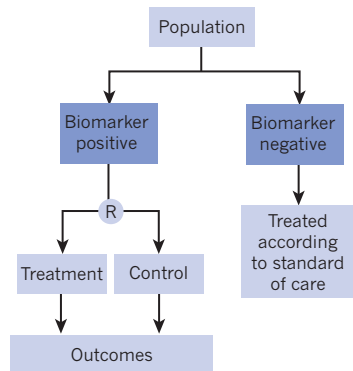 Population
Biomarker
positive
Biomarker
negative
R
Treated
according
to standard
of care
Treatment
Control
Outcomes